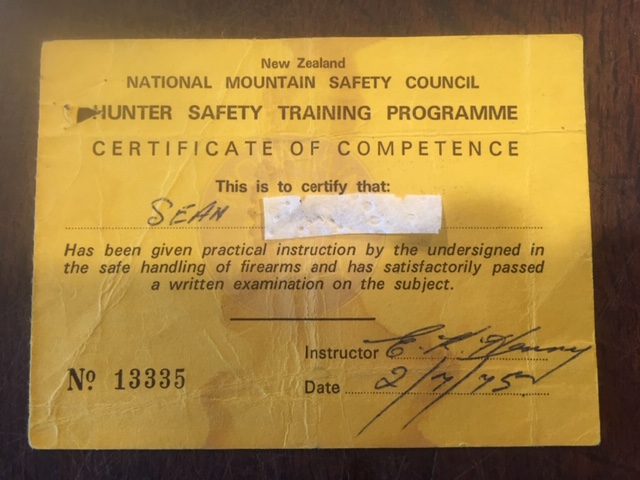 New Zealand
NATIONAL MOUNTAIN SAFETY COUNCIL
HUNTER SAFETY TRAINING PROGRAMME
CERTIFICATE OF COMPETENCE
This is to certify that:
SEAN
Has been given practical instruction by the undersigned in
the safe handling of firearms and has satisfactorily passed
a written examination on the subject.
Instructor E.
Date 2/7/75
Nº 13335